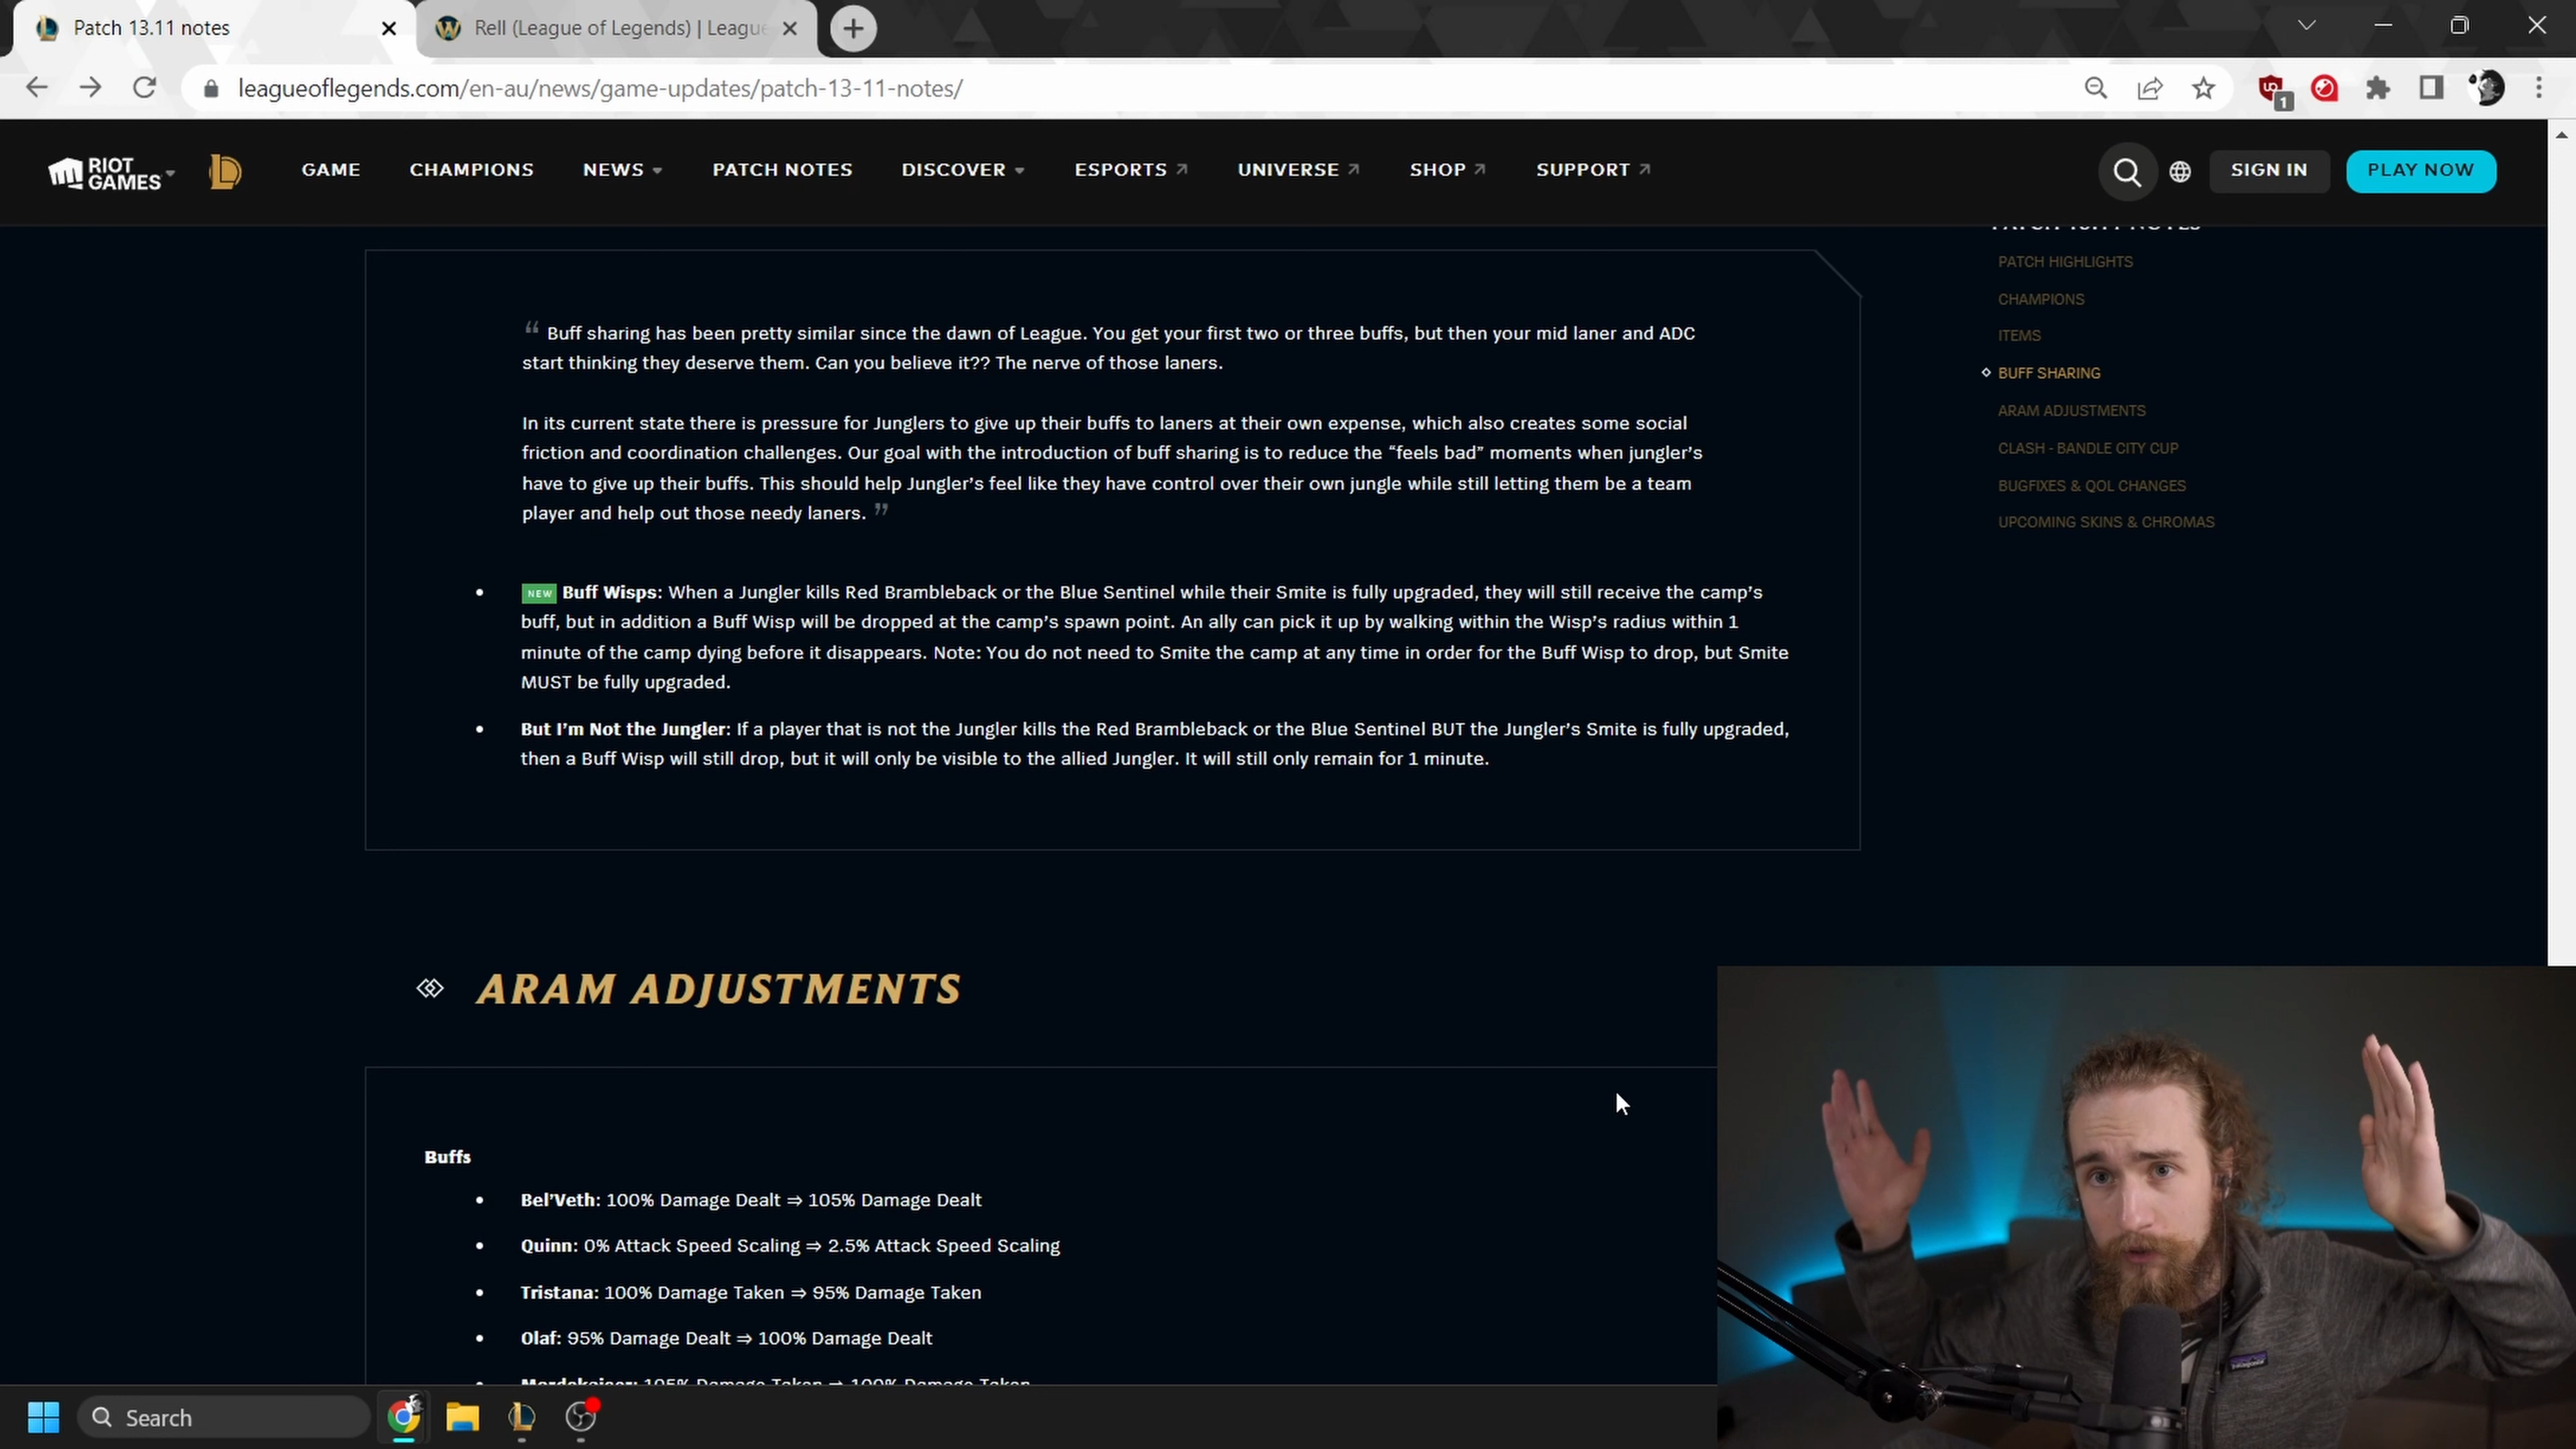 Patch 13.11 notes
Rell (League of Legends) | League
leagueoflegends.com/en-au/news/game-updates/patch-13-11-notes/
1
RIOT GAMES
GAME CHAMPIONS NEWS PATCH NOTES DISCOVER ESPORTS UNIVERSE SHOP SUPPORT
SIGN IN
PLAY NOW
PATCH 13.11 NOTES
PATCH HIGHLIGHTS
CHAMPIONS
ITEMS
BUFF SHARING
ARAM ADJUSTMENTS
CLASH - BANDLE CITY CUP
BUGFIXES & QOL CHANGES
UPCOMING SKINS & CHROMAS
“ Buff sharing has been pretty similar since the dawn of League. You get your first two or three buffs, but then your mid laner and ADC
start thinking they deserve them. Can you believe it?? The nerve of those laners.
In its current state there is pressure for Junglers to give up their buffs to laners at their own expense, which also creates some social
friction and coordination challenges. Our goal with the introduction of buff sharing is to reduce the “feels bad” moments when jungler’s
have to give up their buffs. This should help Jungler’s feel like they have control over their own jungle while still letting them be a team
player and help out those needy laners. ”
• NEW Buff Wisps: When a Jungler kills Red Brambleback or the Blue Sentinel while their Smite is fully upgraded, they will still receive the camp’s
buff, but in addition a Buff Wisp will be dropped at the camp’s spawn point. An ally can pick it up by walking within the Wisp’s radius within 1
minute of the camp dying before it disappears. Note: You do not need to Smite the camp at any time in order for the Buff Wisp to drop, but Smite
MUST be fully upgraded.
• But I’m Not the Jungler: If a player that is not the Jungler kills the Red Brambleback or the Blue Sentinel BUT the Jungler’s Smite is fully upgraded,
then a Buff Wisp will still drop, but it will only be visible to the allied Jungler. It will still only remain for 1 minute.
ARAM ADJUSTMENTS
Buffs
• Bel’Veth: 100% Damage Dealt ⇒ 105% Damage Dealt
• Quinn: 0% Attack Speed Scaling ⇒ 2.5% Attack Speed Scaling
• Tristana: 100% Damage Taken ⇒ 95% Damage Taken
• Olaf: 95% Damage Dealt ⇒ 100% Damage Dealt
• Mordekaiser: 105% Damage Taken ⇒ 100% Damage Taken
Search